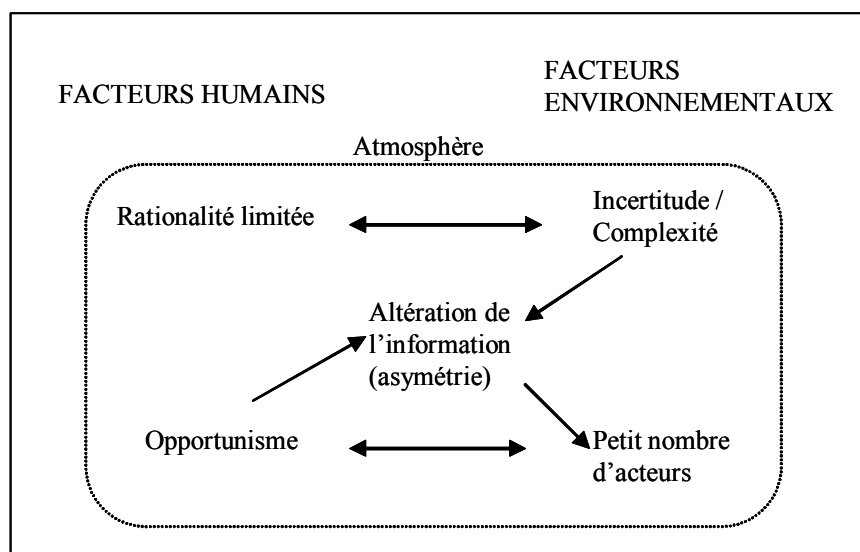 FACTEURS HUMAINS
FACTEURS
ENVIRONNEMENTAUX
Atmosphère
Rationalité limitée
Incertitude /
Complexité
Altération de
l’information
(asymétrie)
Opportunisme
Petit nombre
d’acteurs